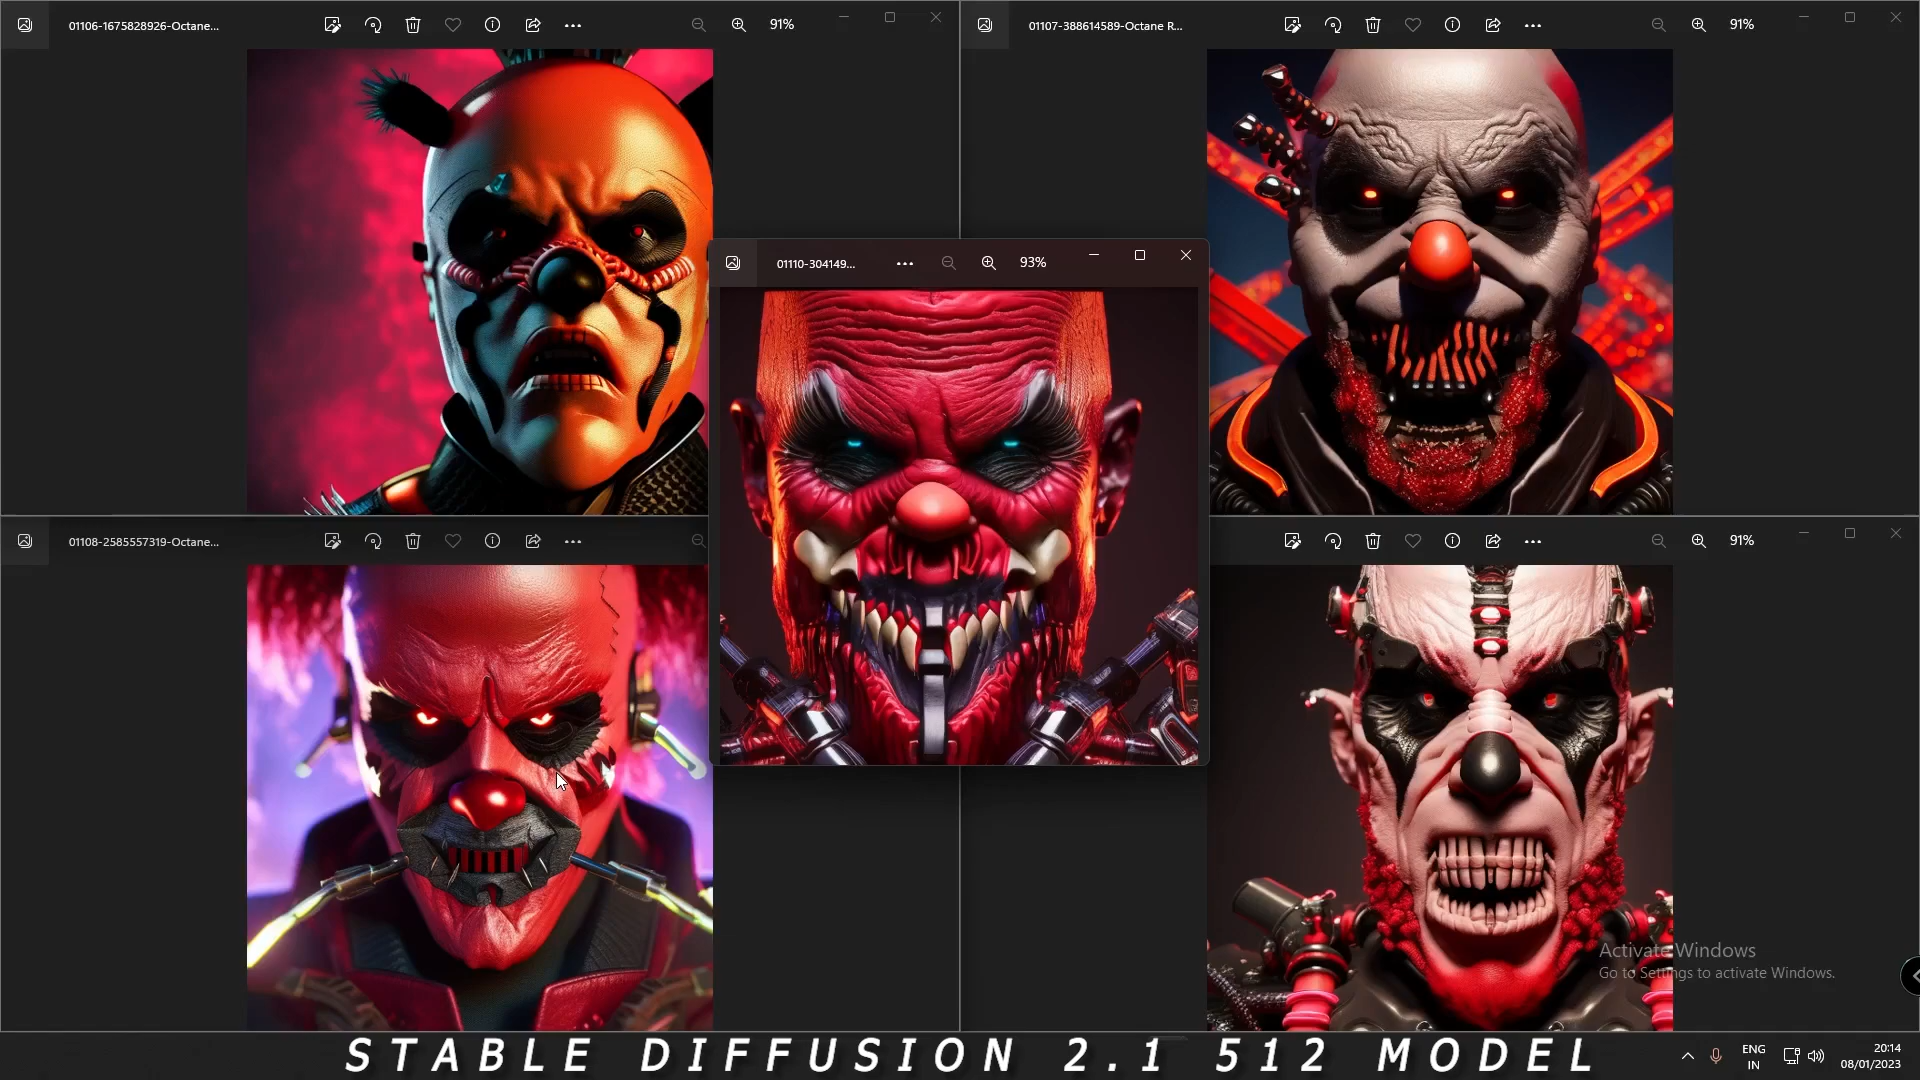 01106-1675828926-Octane...
91%
01107-388614589-Octane R...
91%
01110-304149...
93%
01108-2585557319-Octane...
91%
Activate Windows
Go to Settings to activate Windows.
STABLE DIFFUSION 2.1 512 MODEL
ENG
IN
20:14
08/01/2023